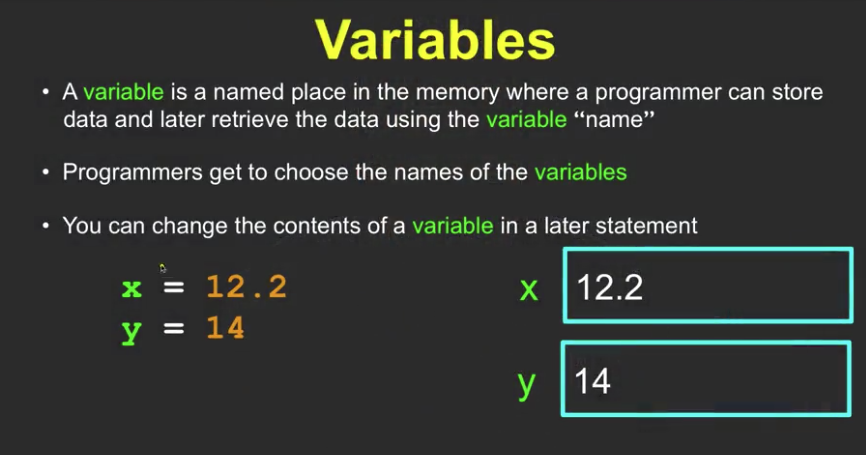 Variables
• A variable is a named place in the memory where a programmer can store
data and later retrieve the data using the variable “name”
• Programmers get to choose the names of the variables
• You can change the contents of a variable in a later statement
x = 12.2
y = 14
x 12.2
y 14